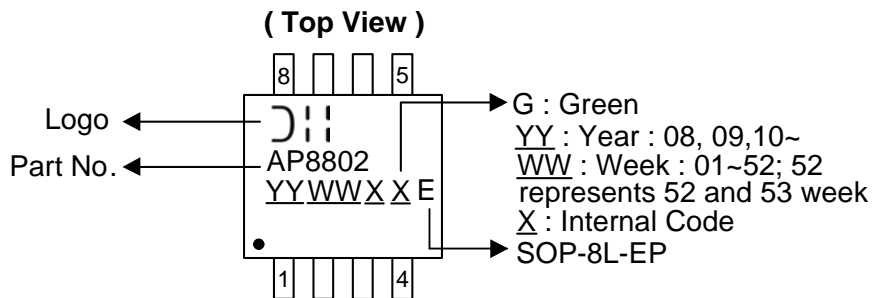 ( Top View )
8 5
Logo
AP8802
Part No.
YYWWX X E
G : Green
YY : Year : 08, 09,10~
WW : Week : 01~52; 52
represents 52 and 53 week
X : Internal Code
SOP-8L-EP
1 4